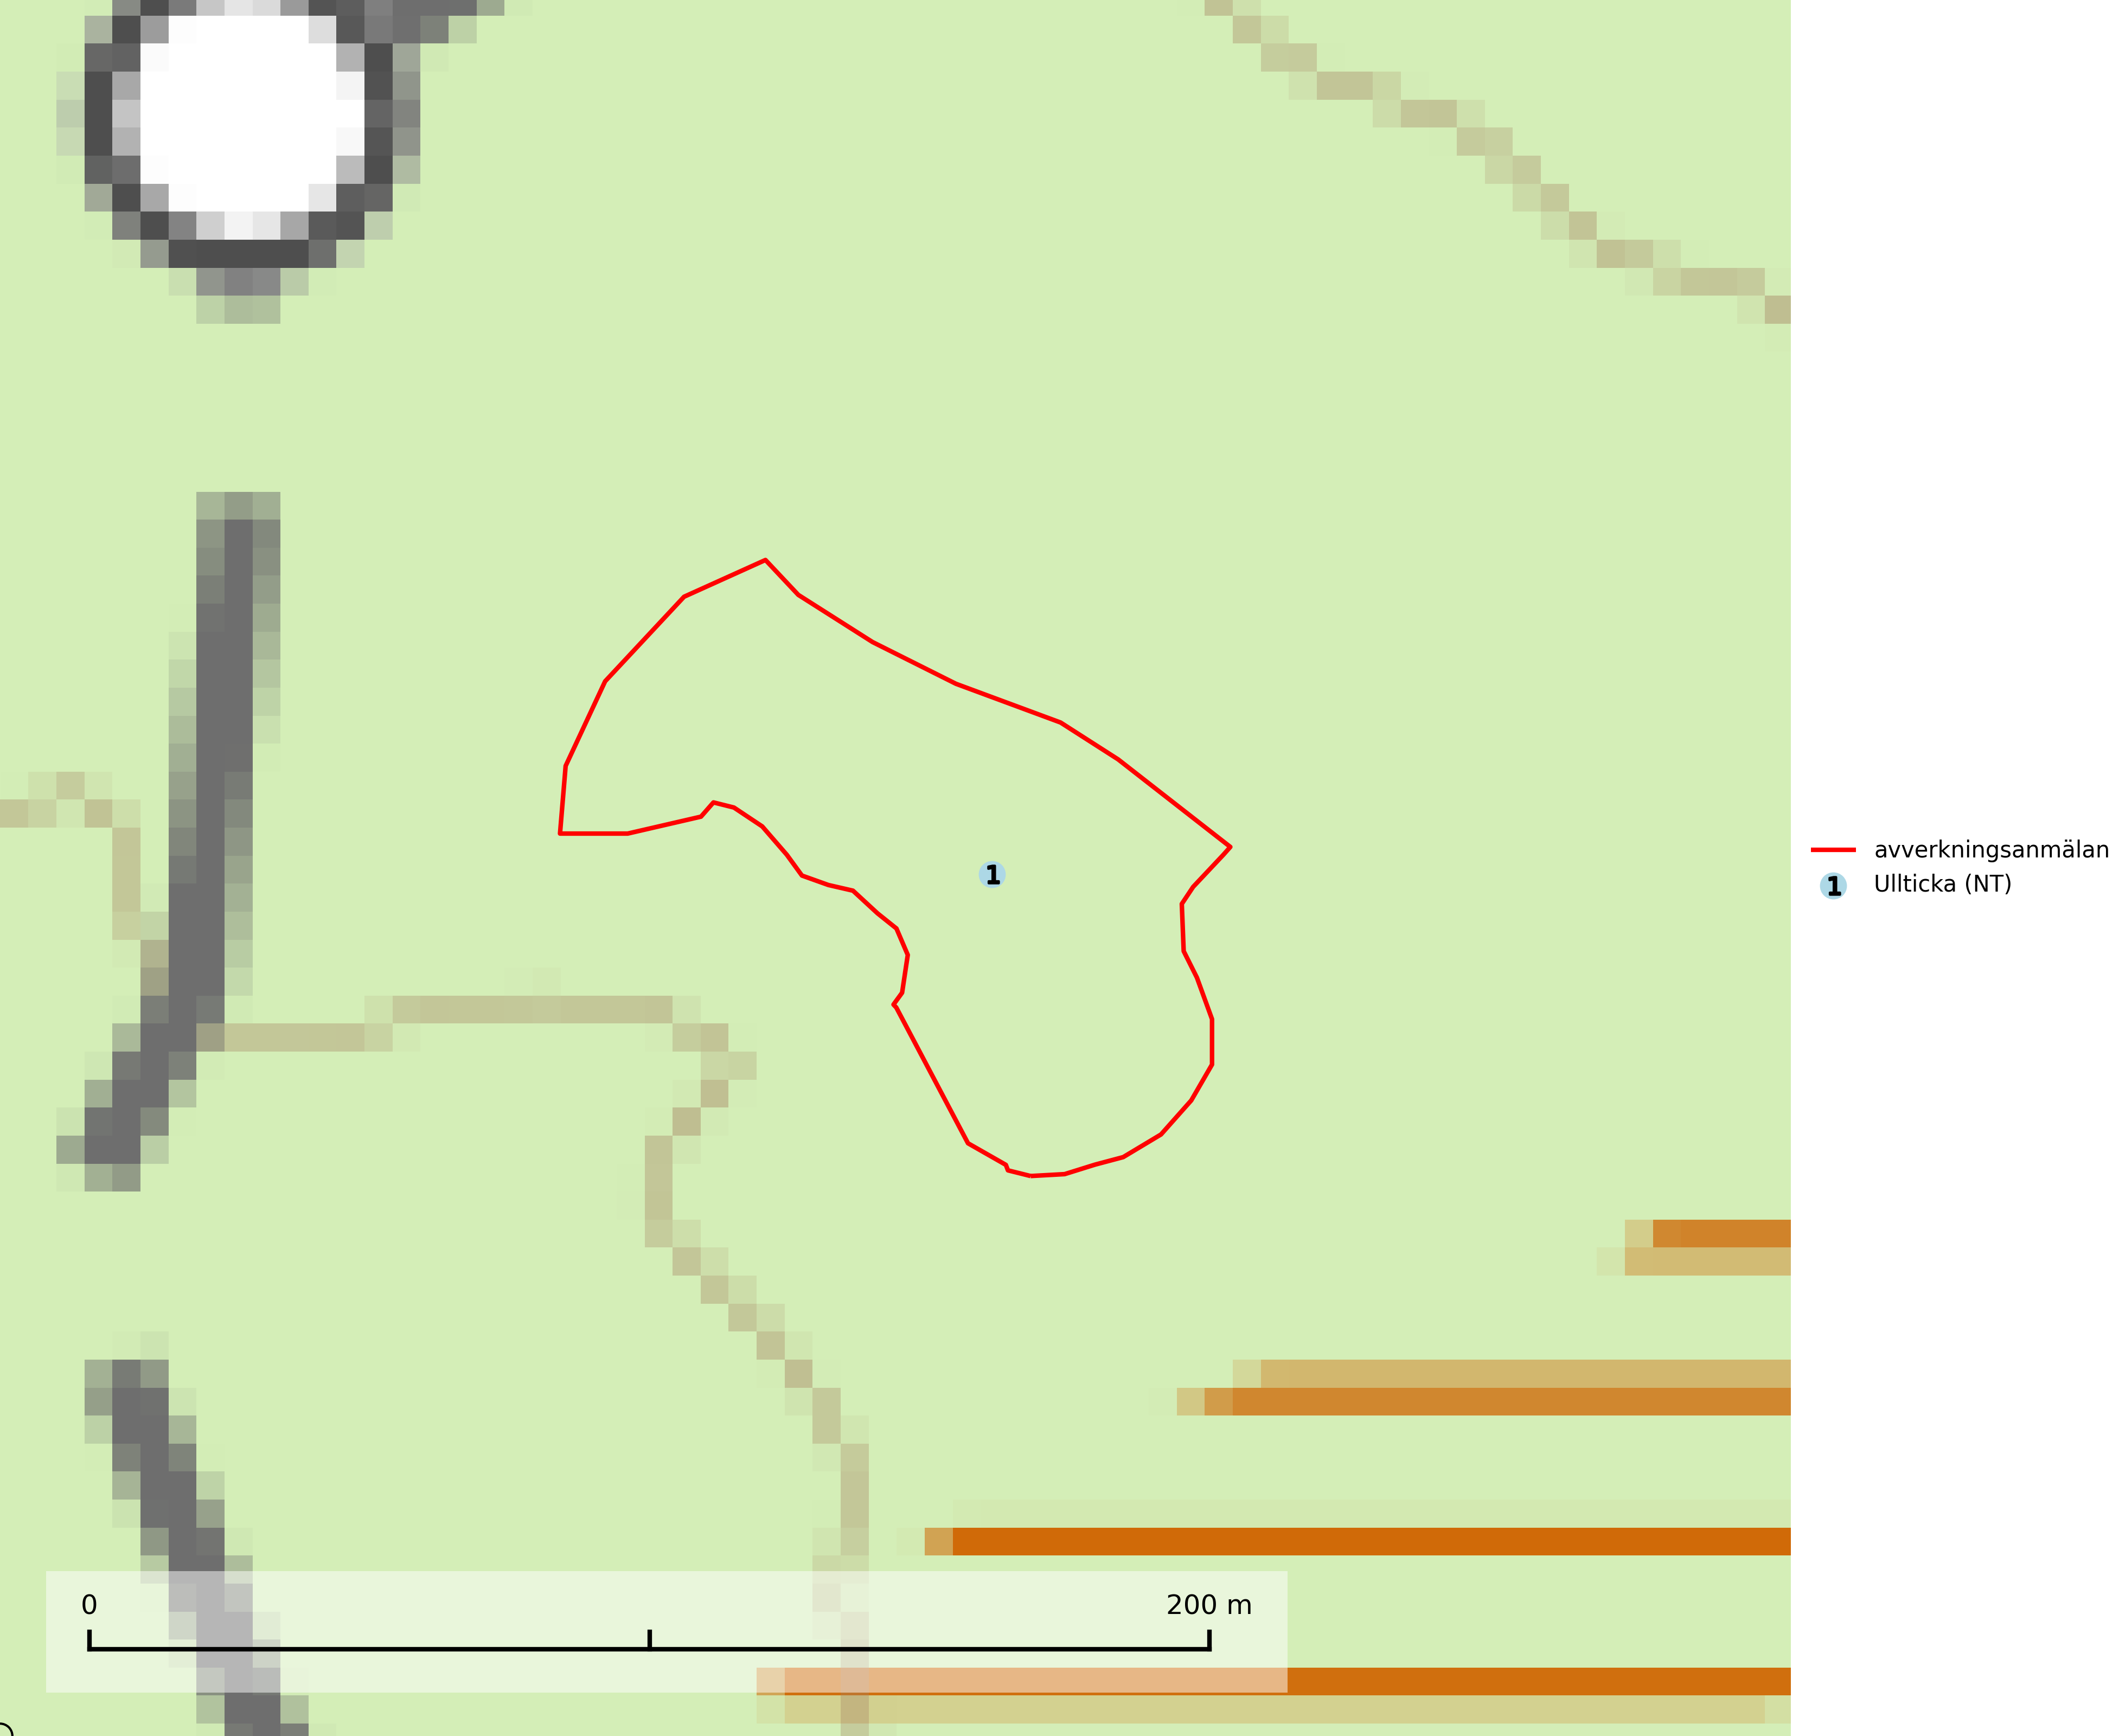 1
avverkningsanmälan
1 Ullticka (NT)
0 200 m